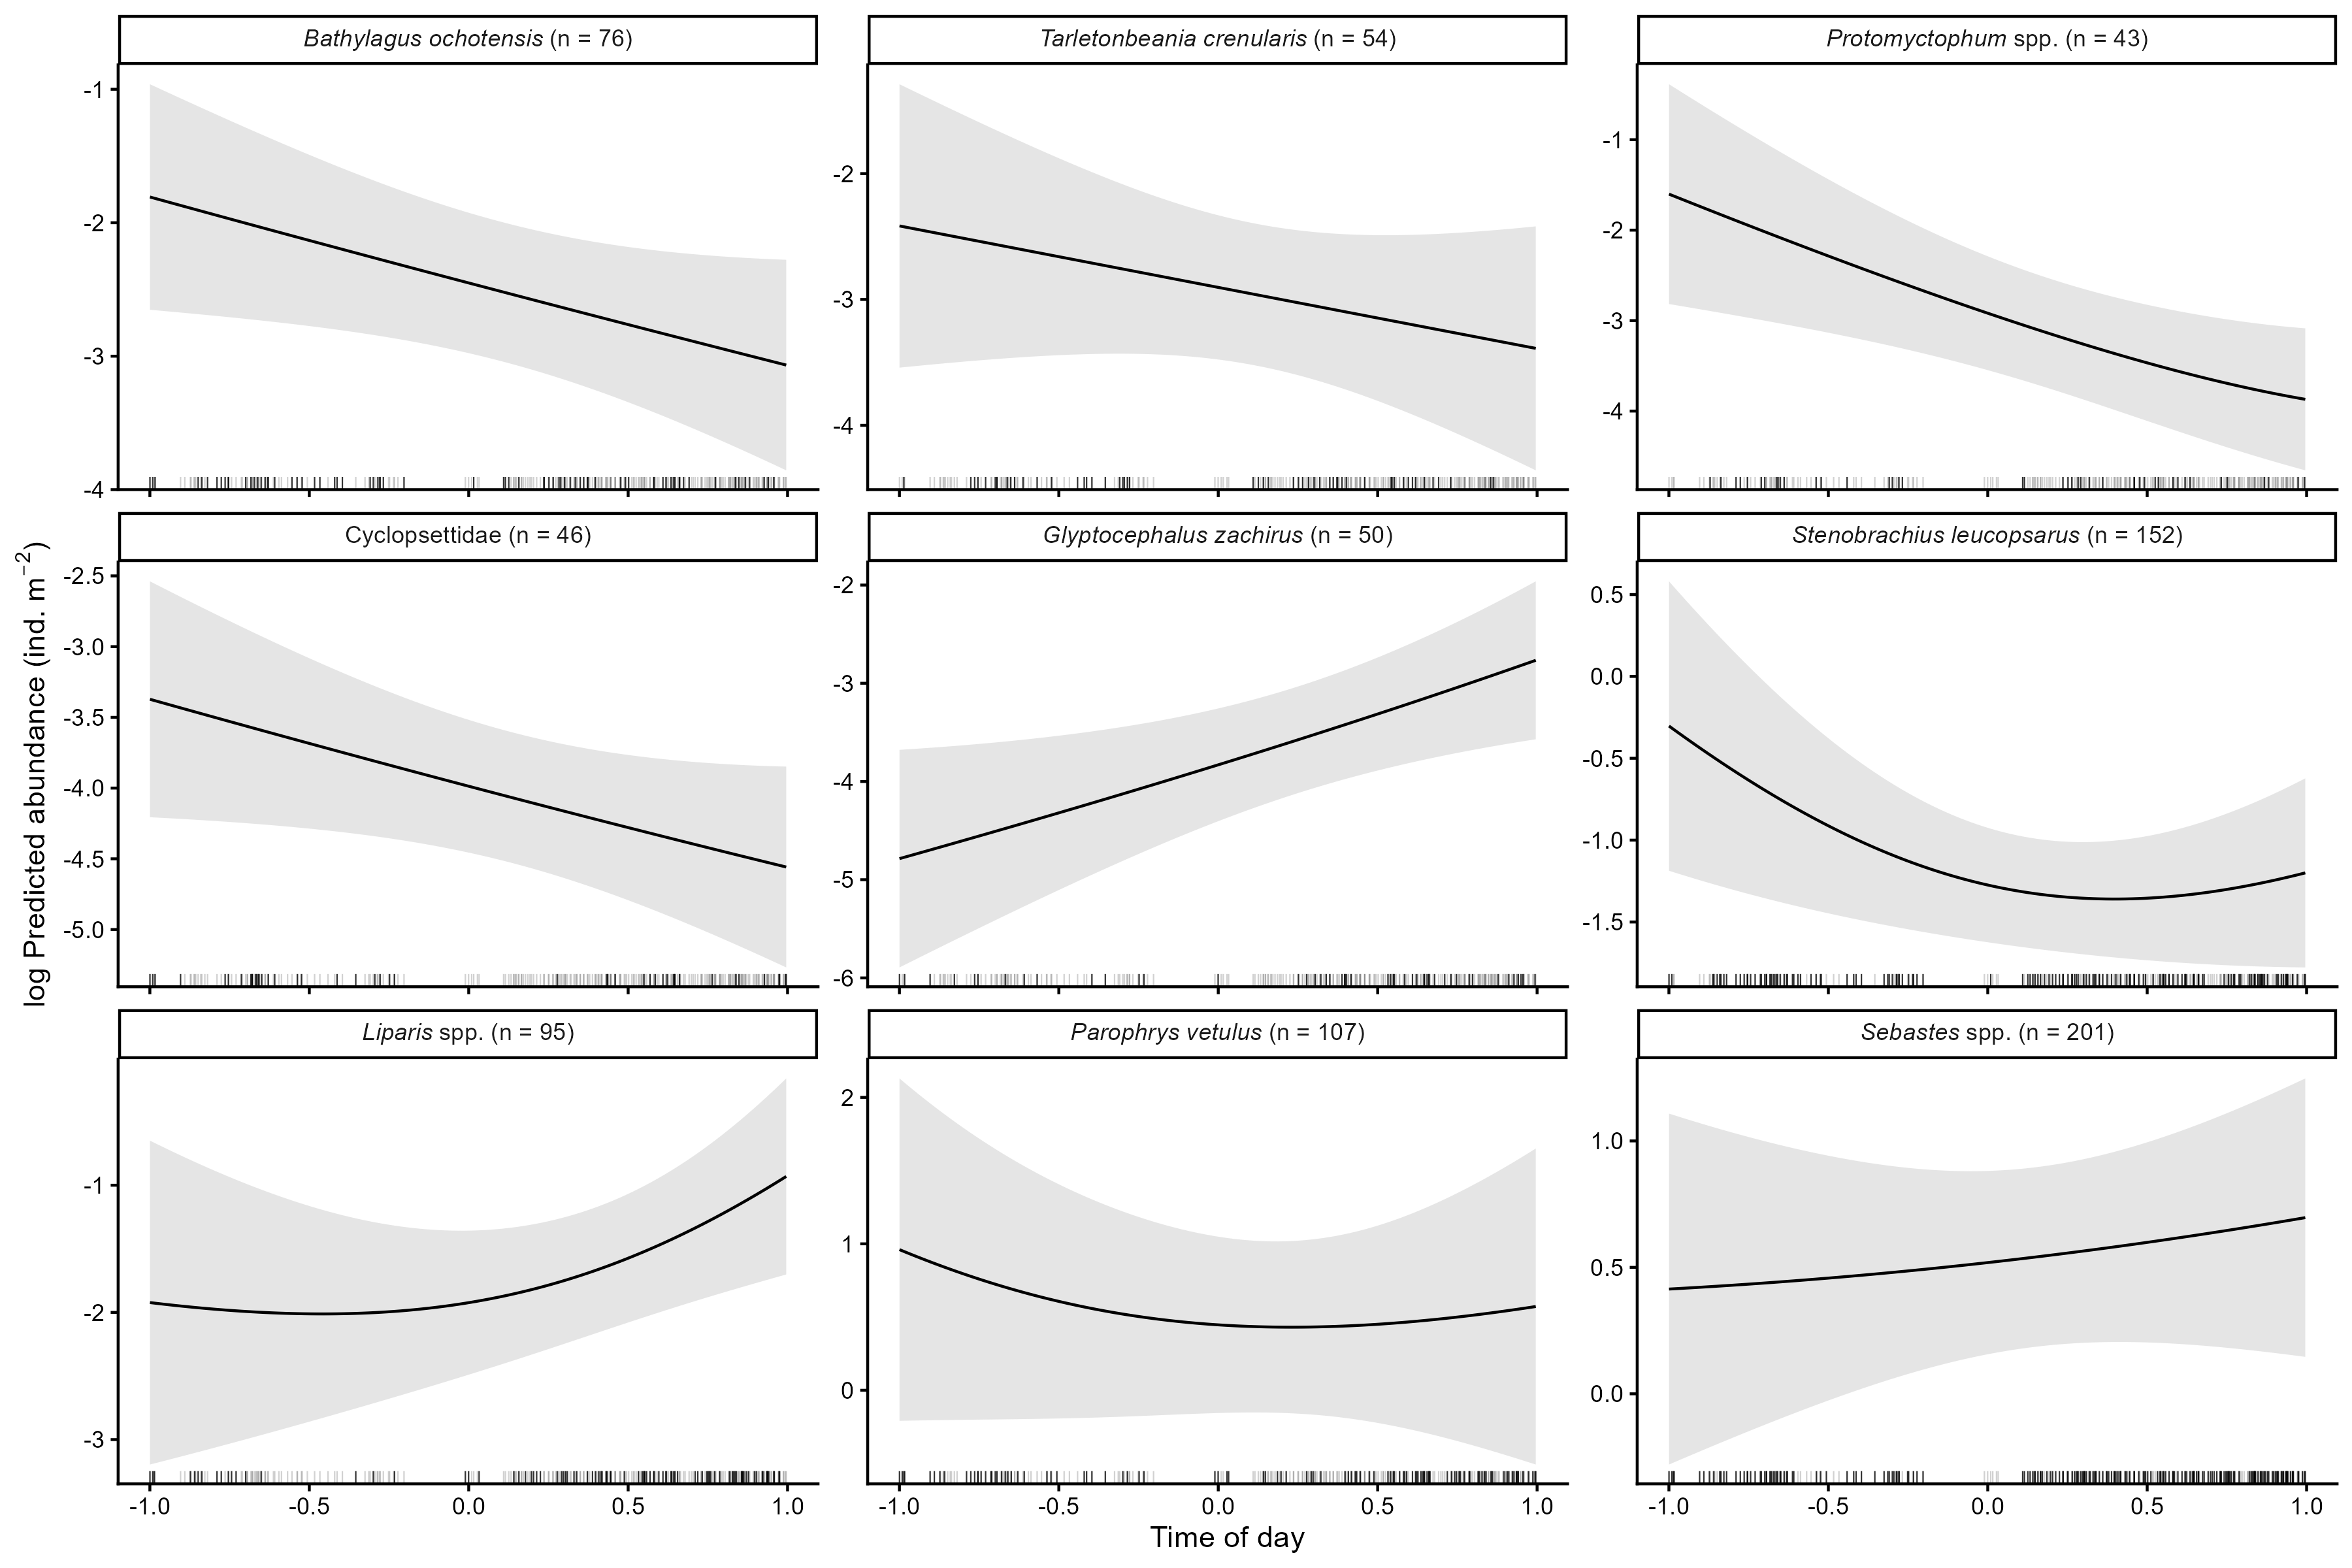 Bathylagus ochotensis (n = 76)
Tarletonbeania crenularis (n = 54)
Protomyctophum spp. (n = 43)
-1
-2
-3
-4
-2
-3
-4
-1
-2
-3
-4
Cyclopsettidae (n = 46)
Glyptocephalus zachirus (n = 50)
Stenobrachius leucopsarus (n = 152)
-2.5
-3.0
-3.5
-4.0
-4.5
-5.0
-2
-3
-4
-5
-6
0.5
0.0
-0.5
-1.0
-1.5
log Predicted abundance (ind. m⁻²)
Liparis spp. (n = 95)
Parophrys vetulus (n = 107)
Sebastes spp. (n = 201)
-1
-2
-3
2
1
0
1.0
0.5
0.0
-1.0 -0.5 0.0 0.5 1.0
-1.0 -0.5 0.0 0.5 1.0
-1.0 -0.5 0.0 0.5 1.0
Time of day